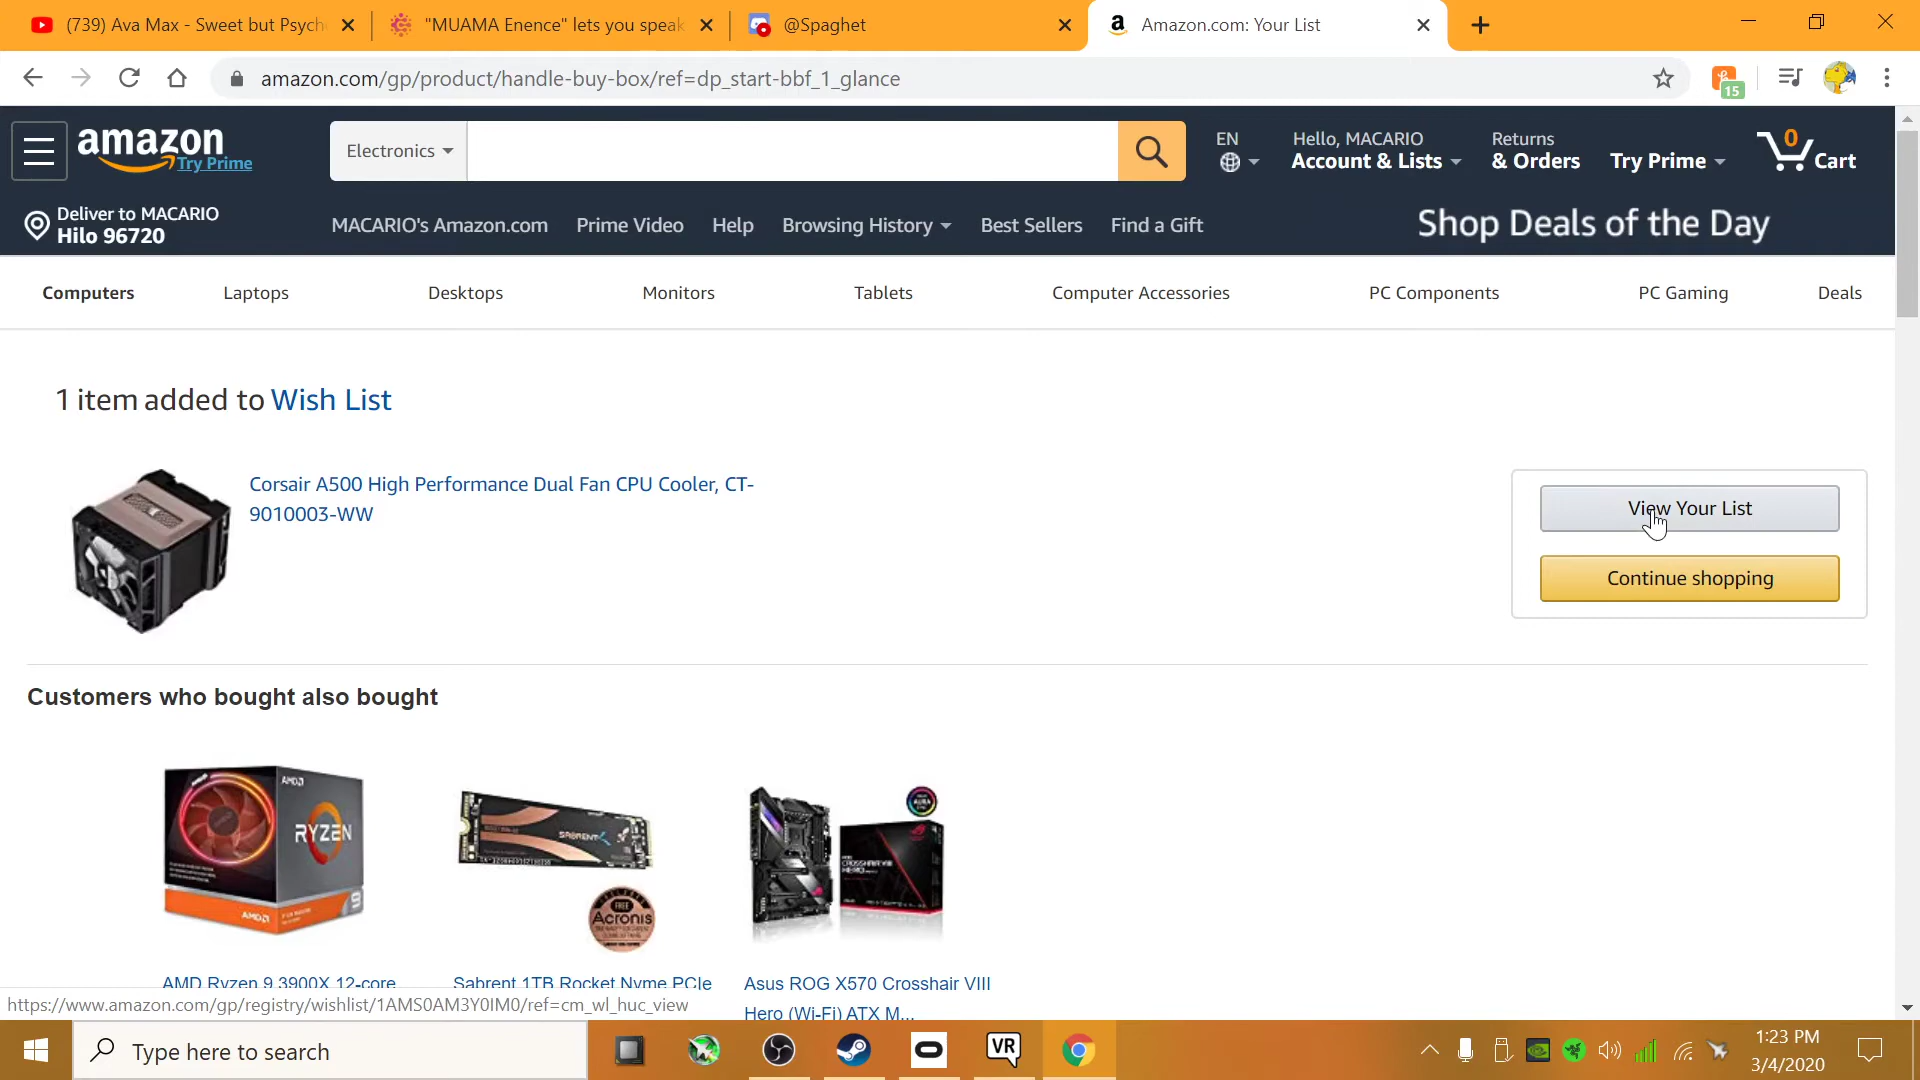 (739) Ava Max - Sweet but Psych
"MUAMA Enence" lets you speak
@Spaghet
Amazon.com: Your List
amazon.com/gp/product/handle-buy-box/ref=dp_start-bbf_1_glance
15
amazon
Try Prime
Electronics
EN
Hello, MACARIO
Account & Lists
Returns
& Orders
Try Prime
0
Cart
Deliver to MACARIO
Hilo 96720
MACARIO's Amazon.com
Prime Video
Help
Browsing History
Best Sellers
Find a Gift
Shop Deals of the Day
Computers
Laptops
Desktops
Monitors
Tablets
Computer Accessories
PC Components
PC Gaming
Deals
1 item added to Wish List
Corsair A500 High Performance Dual Fan CPU Cooler, CT-
9010003-WW
View Your List
Continue shopping
Customers who bought also bought
AMD
RYZEN
9
AMD
SABRENT
FREE
Acronis
AMD Ryzen 9 3900X 12-core
Sabrent 1TB Rocket Nvme PCIe
Asus ROG X570 Crosshair VIII
Hero (Wi-Fi) ATX M...
https://www.amazon.com/gp/registry/wishlist/1AMS0AM3Y0IM0/ref=cm_wl_huc_view
Type here to search
VR
1:23 PM
3/4/2020